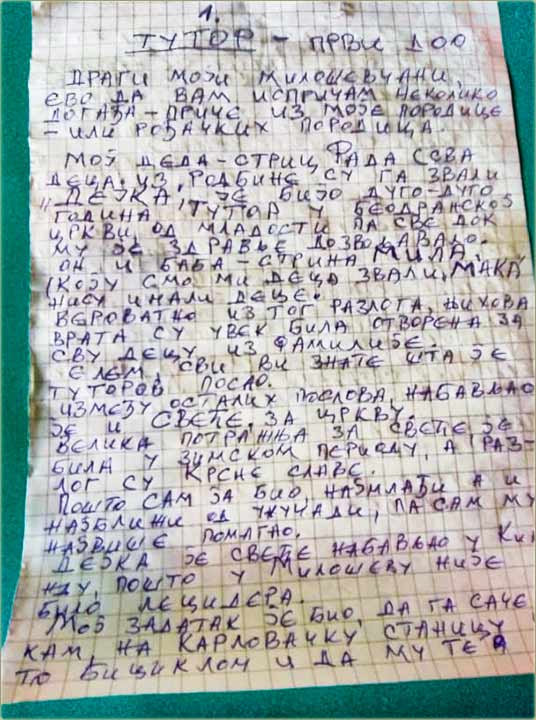 1.
ТУТОР - ПРВИ ДОО
ДРАГИ МОЈИ МИЛОШЕВЧАНИ,
ЕВО ДА ВАМ ИСПРИЧАМ НЕКОЛИКО
ДОГАЂА-ПРИЧЕ ИЗ МОЈЕ ПОРОДИЦЕ
- ИЛИ РОЂАЧКИХ ПОРОДИЦА.
МОЈ ДЕДА-СТРИЦ РАДА (СВА
ДЕЦА ИЗ РОДБИНЕ СУ ГА ЗВАЛИ
"ДЕЈКА", ЈЕ БИЈО ДУГО-ДУГО
ГОДИНА, ТУТОР У БЕОДРАНСКОЈ
ЦРКВИ, ОД МЛАДОСТИ ПА СВЕ ДОК
МУ ЈЕ ЗДРАВЉЕ ДОЗВОЉАВАЛО.
ОН И БАБА-СТРИНА МИЛА,
(КОЈУ СМО МИ ДЕЦА ЗВАЛИ МАКА)
НИСУ ИМАЛИ ДЕЦЕ.
ВЕРОВАТНО ИЗ ТОГ РАЗЛОГА, ЊИХОВА
ВРАТА СУ УВЕК БИЛА ОТВОРЕНА ЗА
СВУ ДЕЦУ ИЗ ФАМИЛИЈЕ.
ЕЛЕМ, СВИ ВИ ЗНАТЕ ШТА ЈЕ
ТУТОРОВ ПОСАО.
ИЗМЕЂУ ОСТАЛИХ ПОСЛОВА, НАБАВЉАО
ЈЕ И СВЕЋЕ ЗА ЦРКВУ.
ВЕЛИКА ПОТРАЖЊА ЗА СВЕЋЕ ЈЕ
БИЛА У ЗИМСКОМ ПЕРИОДУ, А РАЗ-
ЛОГ СУ КРСНЕ СЛАВЕ.
ПОШТО САМ ЈА БИО НАЈМЛАЂИ А И
НАЈБЛИЖИ ОД УНУЧАДИ, ПА САМ МУ
НАЈВИШЕ ПОМАГАО.
ДЕЈКА ЈЕ СВЕЋЕ НАБАВЉАО У КИ
НДУ, ПОШТО У МИЛОШЕВУ НИЈЕ
БИЛО ЛЕЦИДЕРА.
МОЈ ЗАДАТАК ЈЕ БИО, ДА ГА САЧЕ
КАМ, НА КАРЛОВАЧКУ СТАНИЦУ
БИЦИКЛОМ И ДА МУ ТЕ